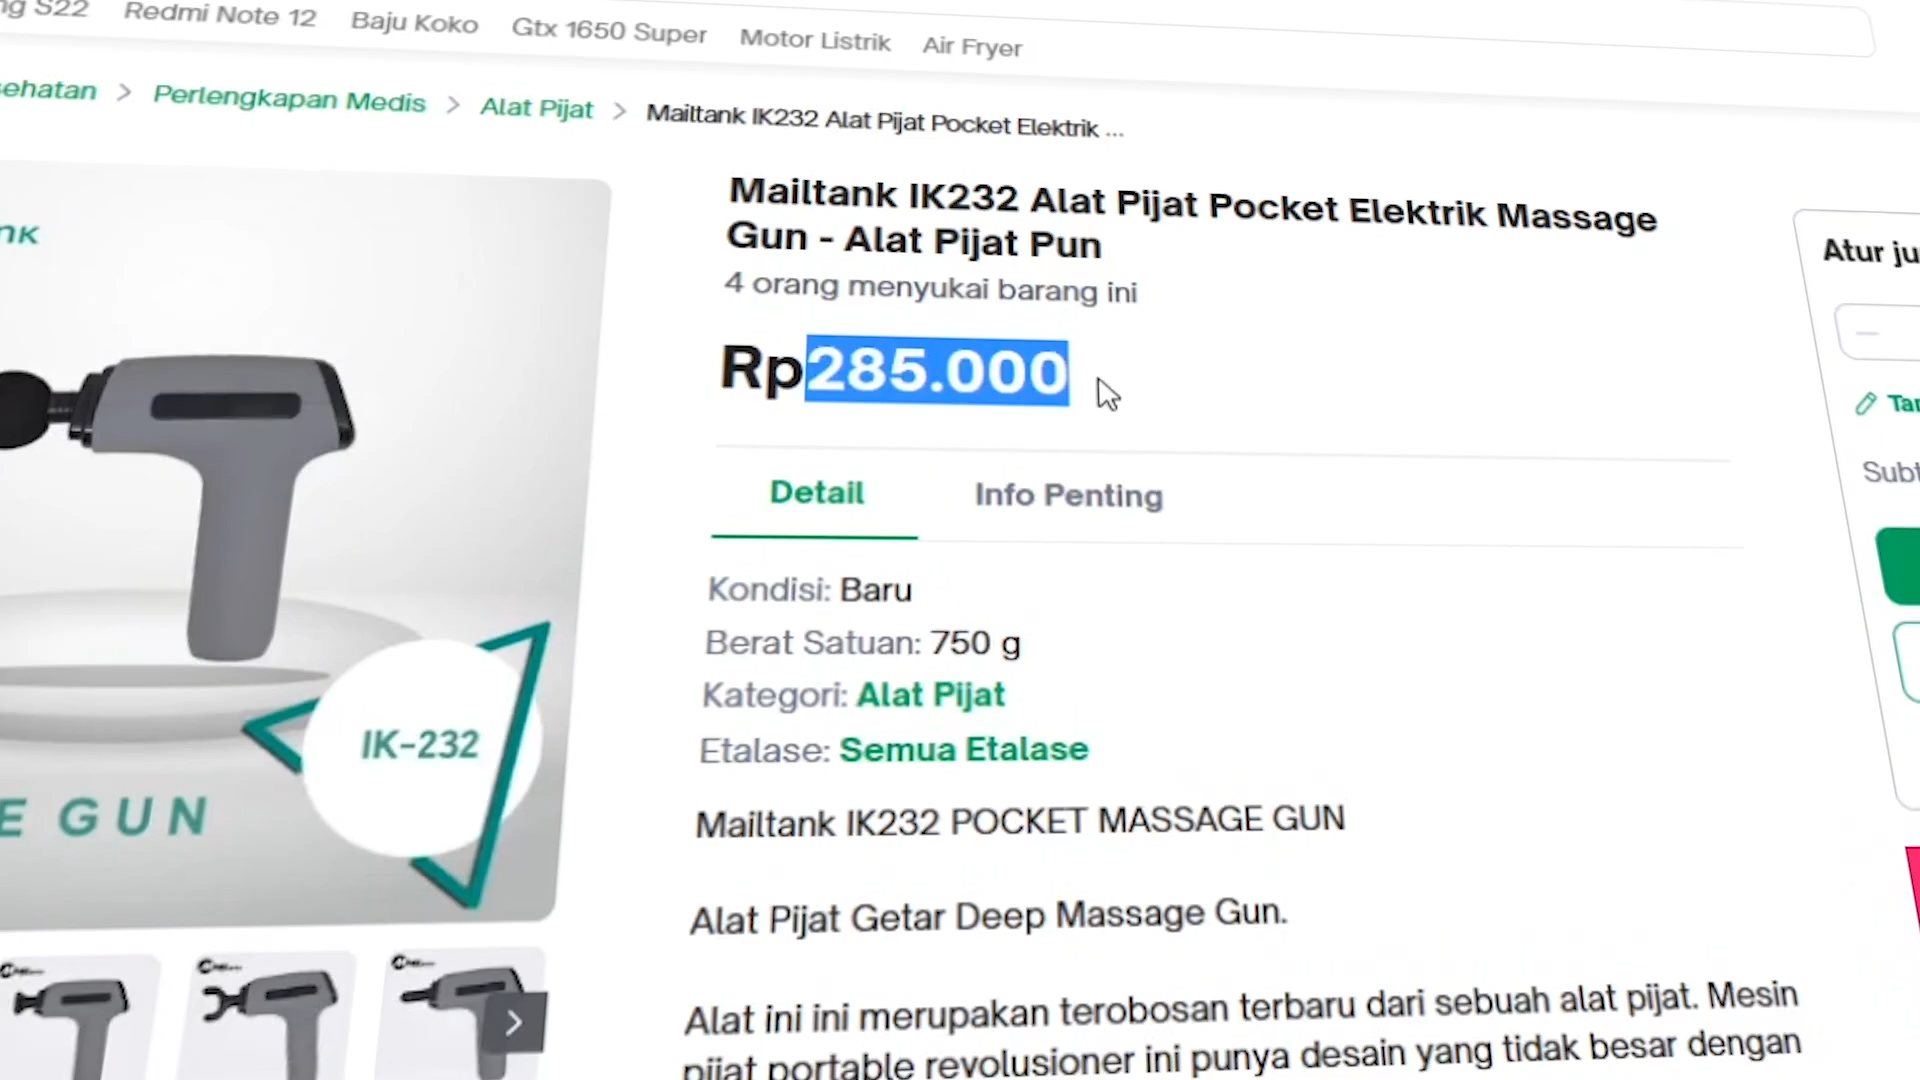 Redmi Note 12 Baju Koko Gtx 1650 Super Motor Listrik Air Fryer
S22
Perlengkapan Medis > Alat Pijat > Mailtank IK232 Alat Pijat Pocket Elektrik ...
Mailtank IK232 Alat Pijat Pocket Elektrik Massage
Gun - Alat Pijat Pun
4 orang menyukai barang ini
Rp285.000
Detail Info Penting
Kondisi: Baru
Berat Satuan: 750 g
Kategori: Alat Pijat
Etalase: Semua Etalase
Mailtank IK232 POCKET MASSAGE GUN
Alat Pijat Getar Deep Massage Gun.
Alat ini ini merupakan terobosan terbaru dari sebuah alat pijat. Mesin
pijat portable revolusioner ini punya desain yang tidak besar dengan
IK-232
GUN
Atur